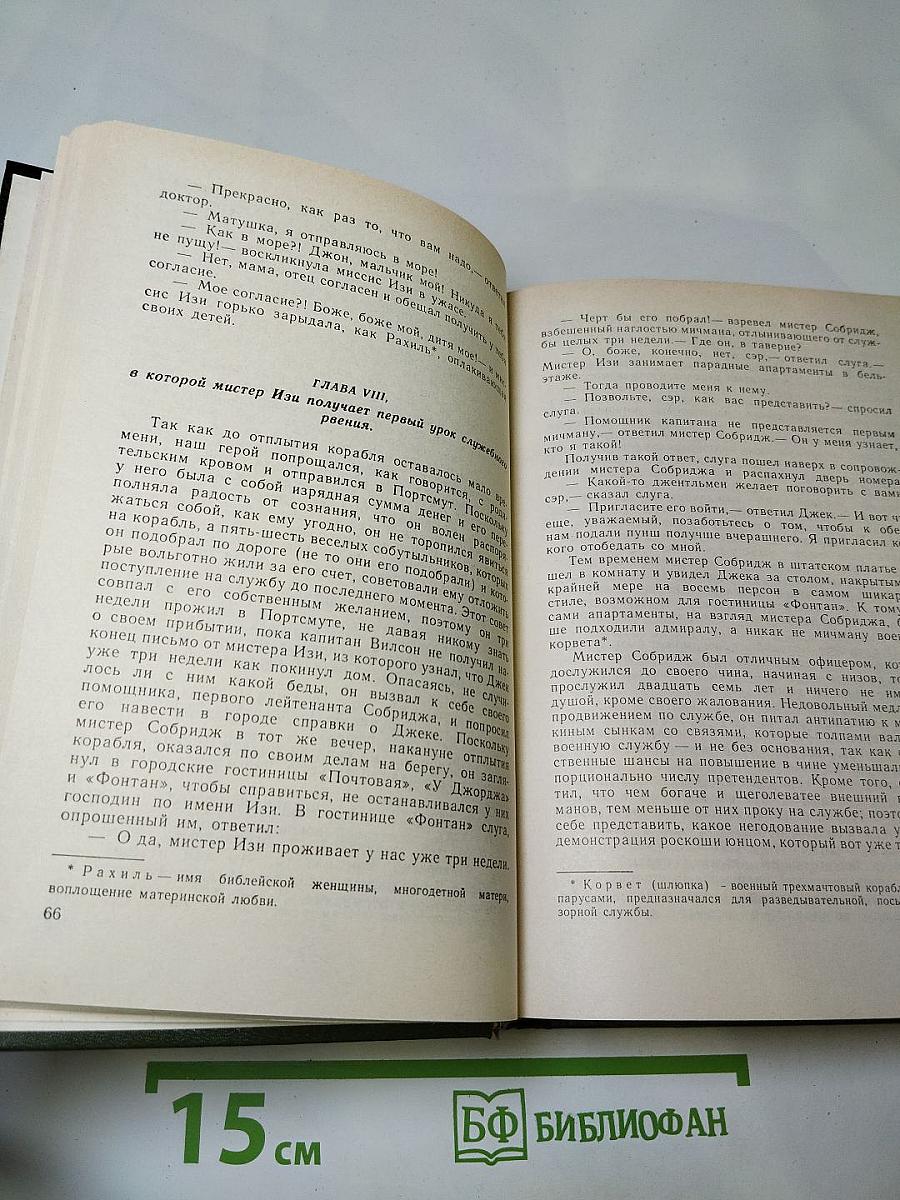 — Прекрасно, как раз то, что вам надо,— ответил
доктор.
— Матушка, я отправляюсь в море!
— Как в море?! Джон, мальчик мой! Никуда я тебя
не пущу!— воскликнула миссис Изи в ужасе.
— Нет, мама, отец согласен и обещал получить у тебя
согласие.
— Мое согласие?! Боже, боже мой, дитя мое!— и мис-
сис Изи горько зарыдала, как Рахиль*, оплакивающая
своих детей.
ГЛАВА VIII,
в которой мистер Изи получает первый урок служебного
рвения.
Так как до отплытия корабля оставалось мало вре-
мени, наш герой попрощался, как говорится, с роди-
тельским кровом и отправился в Портсмут. Поскольку
у него была с собой изрядная сумма денег и его пере-
полняла радость от сознания, что он волен распоря-
жаться собой, как ему угодно, он не торопился явиться
на корабль, а пять-шесть веселых собутыльников, которых
он подобрал по дороге (не то они его подобрали) и кото-
рые вольготно жили за его счет, советовали ему отложить
поступление на службу до последнего момента. Этот совет
совпал с его собственным желанием, поэтому он три
недели прожил в Портсмуте, не давая никому знать
о своем прибытии, пока капитан Вилсон не получил на-
конец письмо от мистера Изи, из которого узнал, что Джек
уже три недели как покинул дом. Опасаясь, не случи-
лось ли с ним какой беды, он вызвал к себе своего
помощника, первого лейтенанта Собриджа, и попросил
его навести в городе справки о Джеке. Поскольку
мистер Собридж в тот же вечер, накануне отплытия
корабля, оказался по своим делам на берегу, он загля-
нул в городские гостиницы «Почтовая», «У Джорджа»
и «Фонтан», чтобы справиться, не останавливался у них
господин по имени Изи. В гостинице «Фонтан» слуга,
опрошенный им, ответил:
— О да, мистер Изи проживает у нас уже три недели.
* Рахиль — имя библейской женщины, многодетной матери,
воплощение материнской любви.
66
— Черт бы его побрал!— взревел мистер Собридж,
взбешенный наглостью мичмана, отлынивающего от служ-
бы целых три недели.— Где он, в таверне?
— О, боже, конечно, нет, сэр,— ответил слуга.—
Мистер Изи занимает парадные апартаменты в бель-
этаже.
— Тогда проводите меня к нему.
— Позвольте, сэр, как вас представить?— спросил
слуга.
— Помощник капитана не представляется первым
мичману,— ответил мистер Собридж.— Он у меня узнает,
кто я такой!
Получив такой ответ, слуга пошел наверх в сопровож-
дении мистера Собриджа и распахнул дверь номера.
— Какой-то джентльмен желает поговорить с вами,
сэр,— сказал слуга.
— Пригласите его войти,— ответил Джек.— И вот
еще, уважаемый, позаботьтесь о том, чтобы к
нам подали пунш получше вчерашнего. Я пригласил
кого отобедать со мной.
Тем временем мистер Собридж в штатском платье
шел в комнату и увидел Джека за столом, накрытым
крайней мере на восемь персон в самом
стиле, возможном для гостиницы «Фонтан». К тому
сами апартаменты, на взгляд мистера Собриджа,
ше подходили адмиралу, а никак не мичману
корвета*.
Мистер Собридж был отличным офицером,
дослужился до своего чина, начиная с низов,
прослужил двадцать семь лет и ничего не
душой, кроме своего жалования. Недовольный
продвижением по службе, он питал антипатию к
киным сынкам со связями, которые толпами
военную службу — и не без основания, так как
ственные шансы на повышение в чине
порционально числу претендентов. Кроме того,
тил, что чем богаче и щеголеватее внешний
манов, тем меньше от них проку на службе;
себе представить, какое негодование вызвала
демонстрация роскоши юнцом, который вот уже
* Корвет (шлюпка) - военный трехмачтовый
парусами, предназначался для разведывательной,
зорной службы.
15 см
БФ БИБЛИОФАН